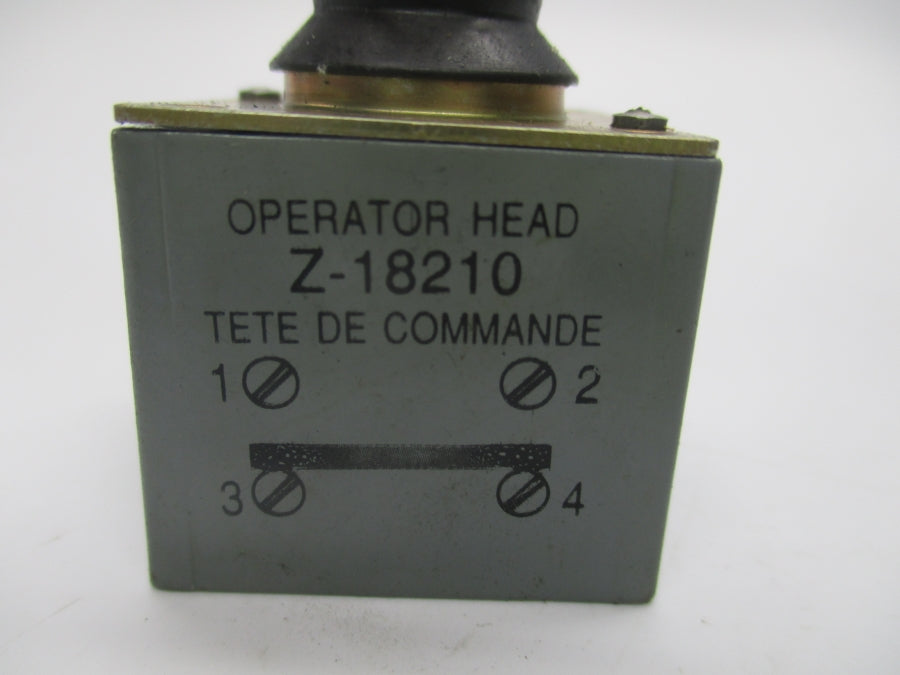 OPERATOR HEAD
Z-18210
TETE DE COMMANDE
1 2
3 4